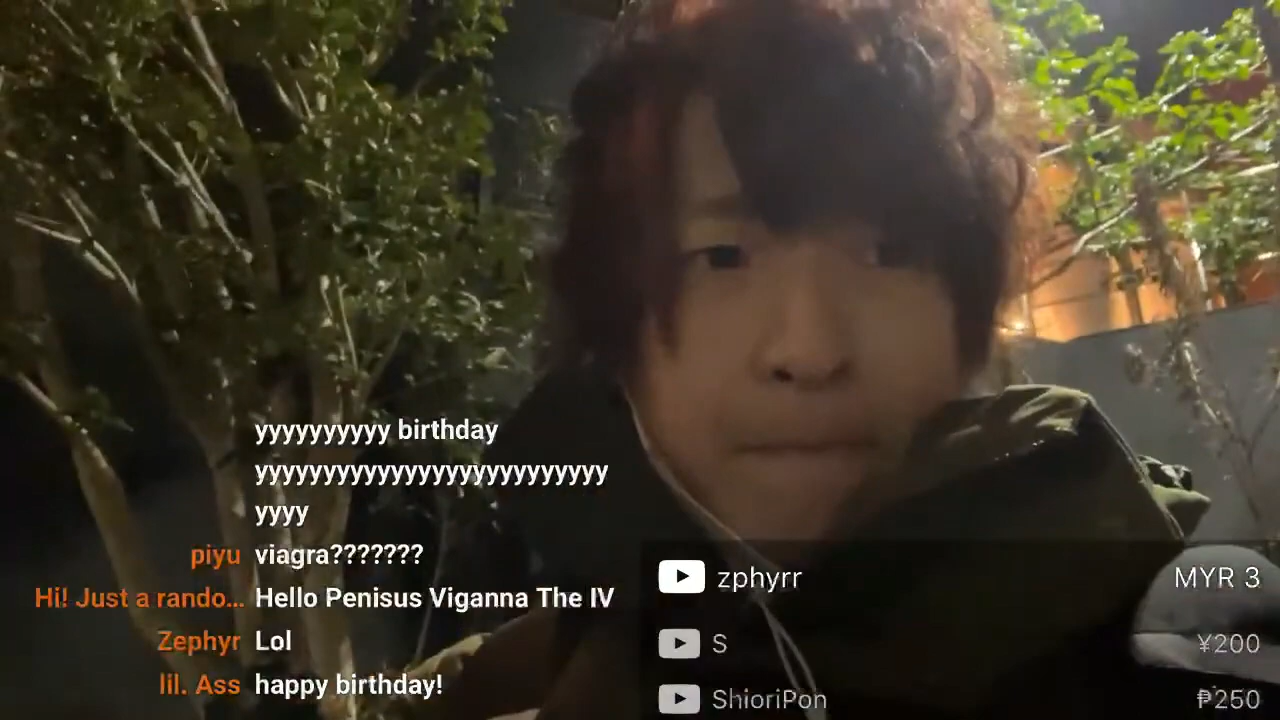 yyyyyyyyyy birthday
yyyyyyyyyyyyyyyyyyyyyyyyyy
yyyy
piyu viagra???????
Hi! Just a rando... Hello Penisus Viganna The IV
Zephyr Lol
lil. Ass happy birthday!
zphyrr MYR 3
S ¥200
ShioriPon ₱250